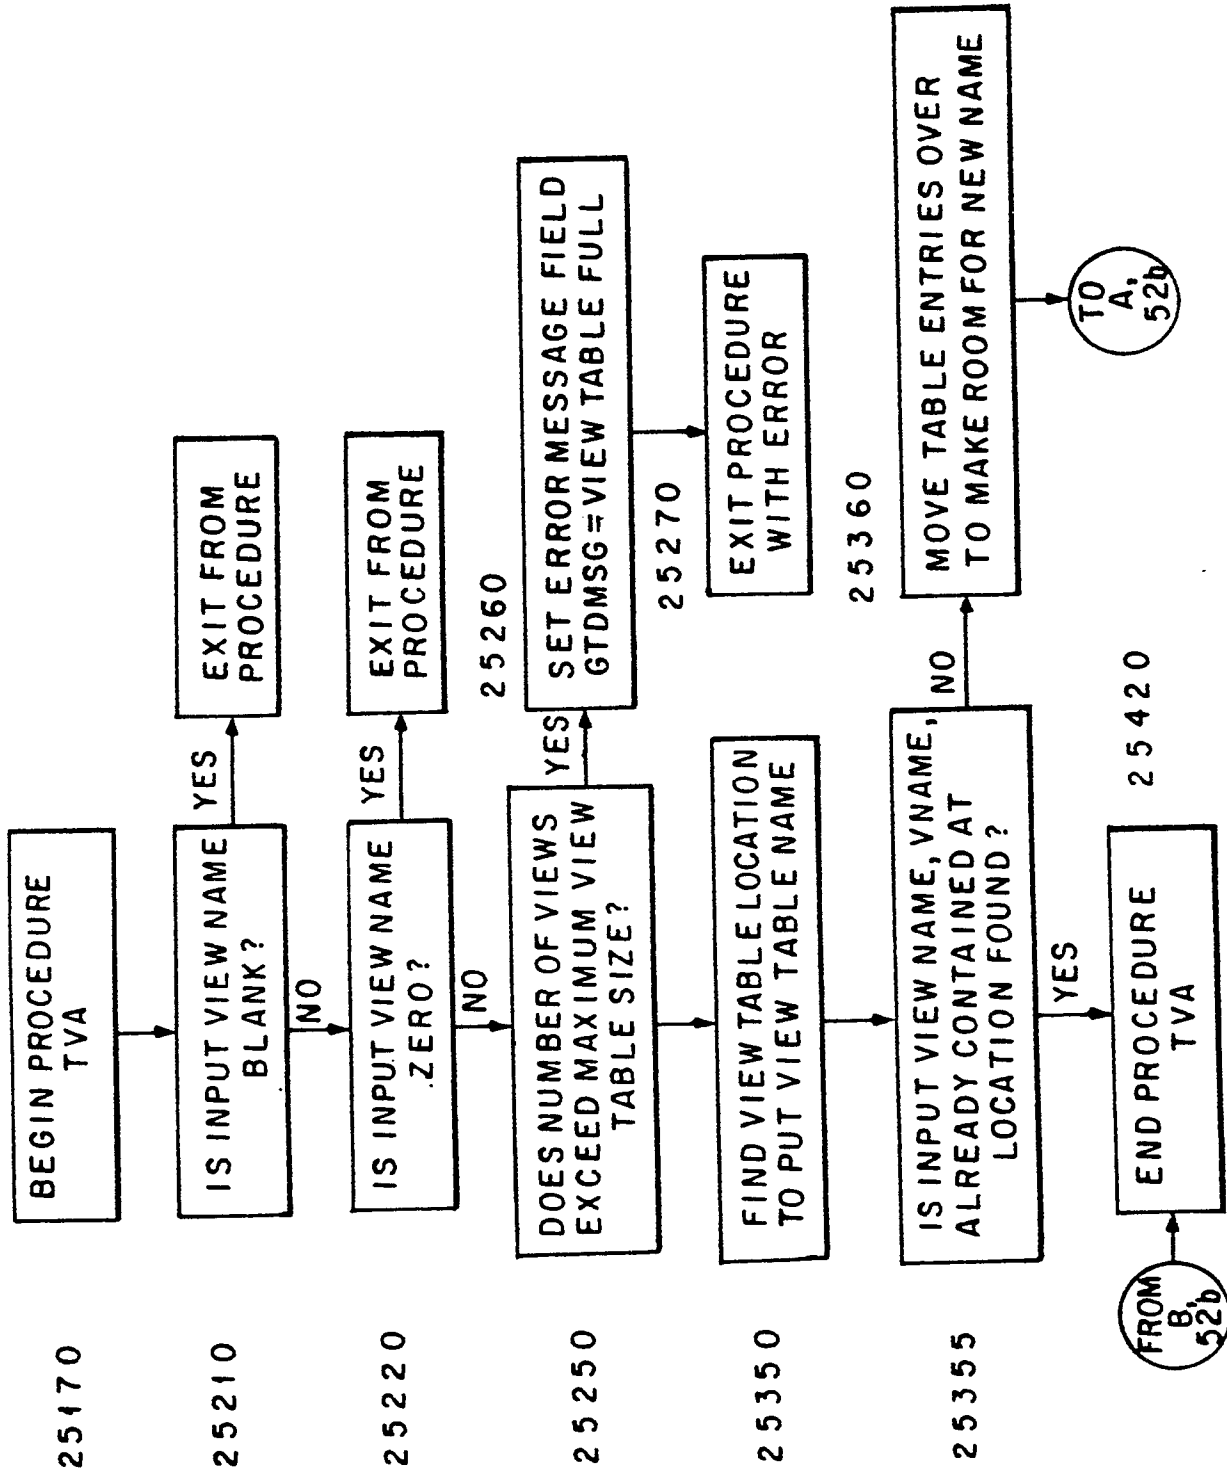 25170
BEGIN PROCEDURE
TVA
25210
IS INPUT VIEW NAME
BLANK?
YES
EXIT FROM
PROCEDURE
NO
25220
IS INPUT VIEW NAME
ZERO?
YES
EXIT FROM
PROCEDURE
NO
25250
DOES NUMBER OF VIEWS
EXCEED MAXIMUM VIEW
TABLE SIZE?
YES
25260
SET ERROR MESSAGE FIELD
GTDMSG=VIEW TABLE FULL
25270
EXIT PROCEDURE
WITH ERROR
25350
FIND VIEW TABLE LOCATION
TO PUT VIEW TABLE NAME
25355
IS INPUT VIEW NAME, VNAME,
ALREADY CONTAINED AT
LOCATION FOUND?
NO
25360
MOVE TABLE ENTRIES OVER
TO MAKE ROOM FOR NEW NAME
TO
A,
52b
YES
FROM
B,
52b
END PROCEDURE
TVA
25420